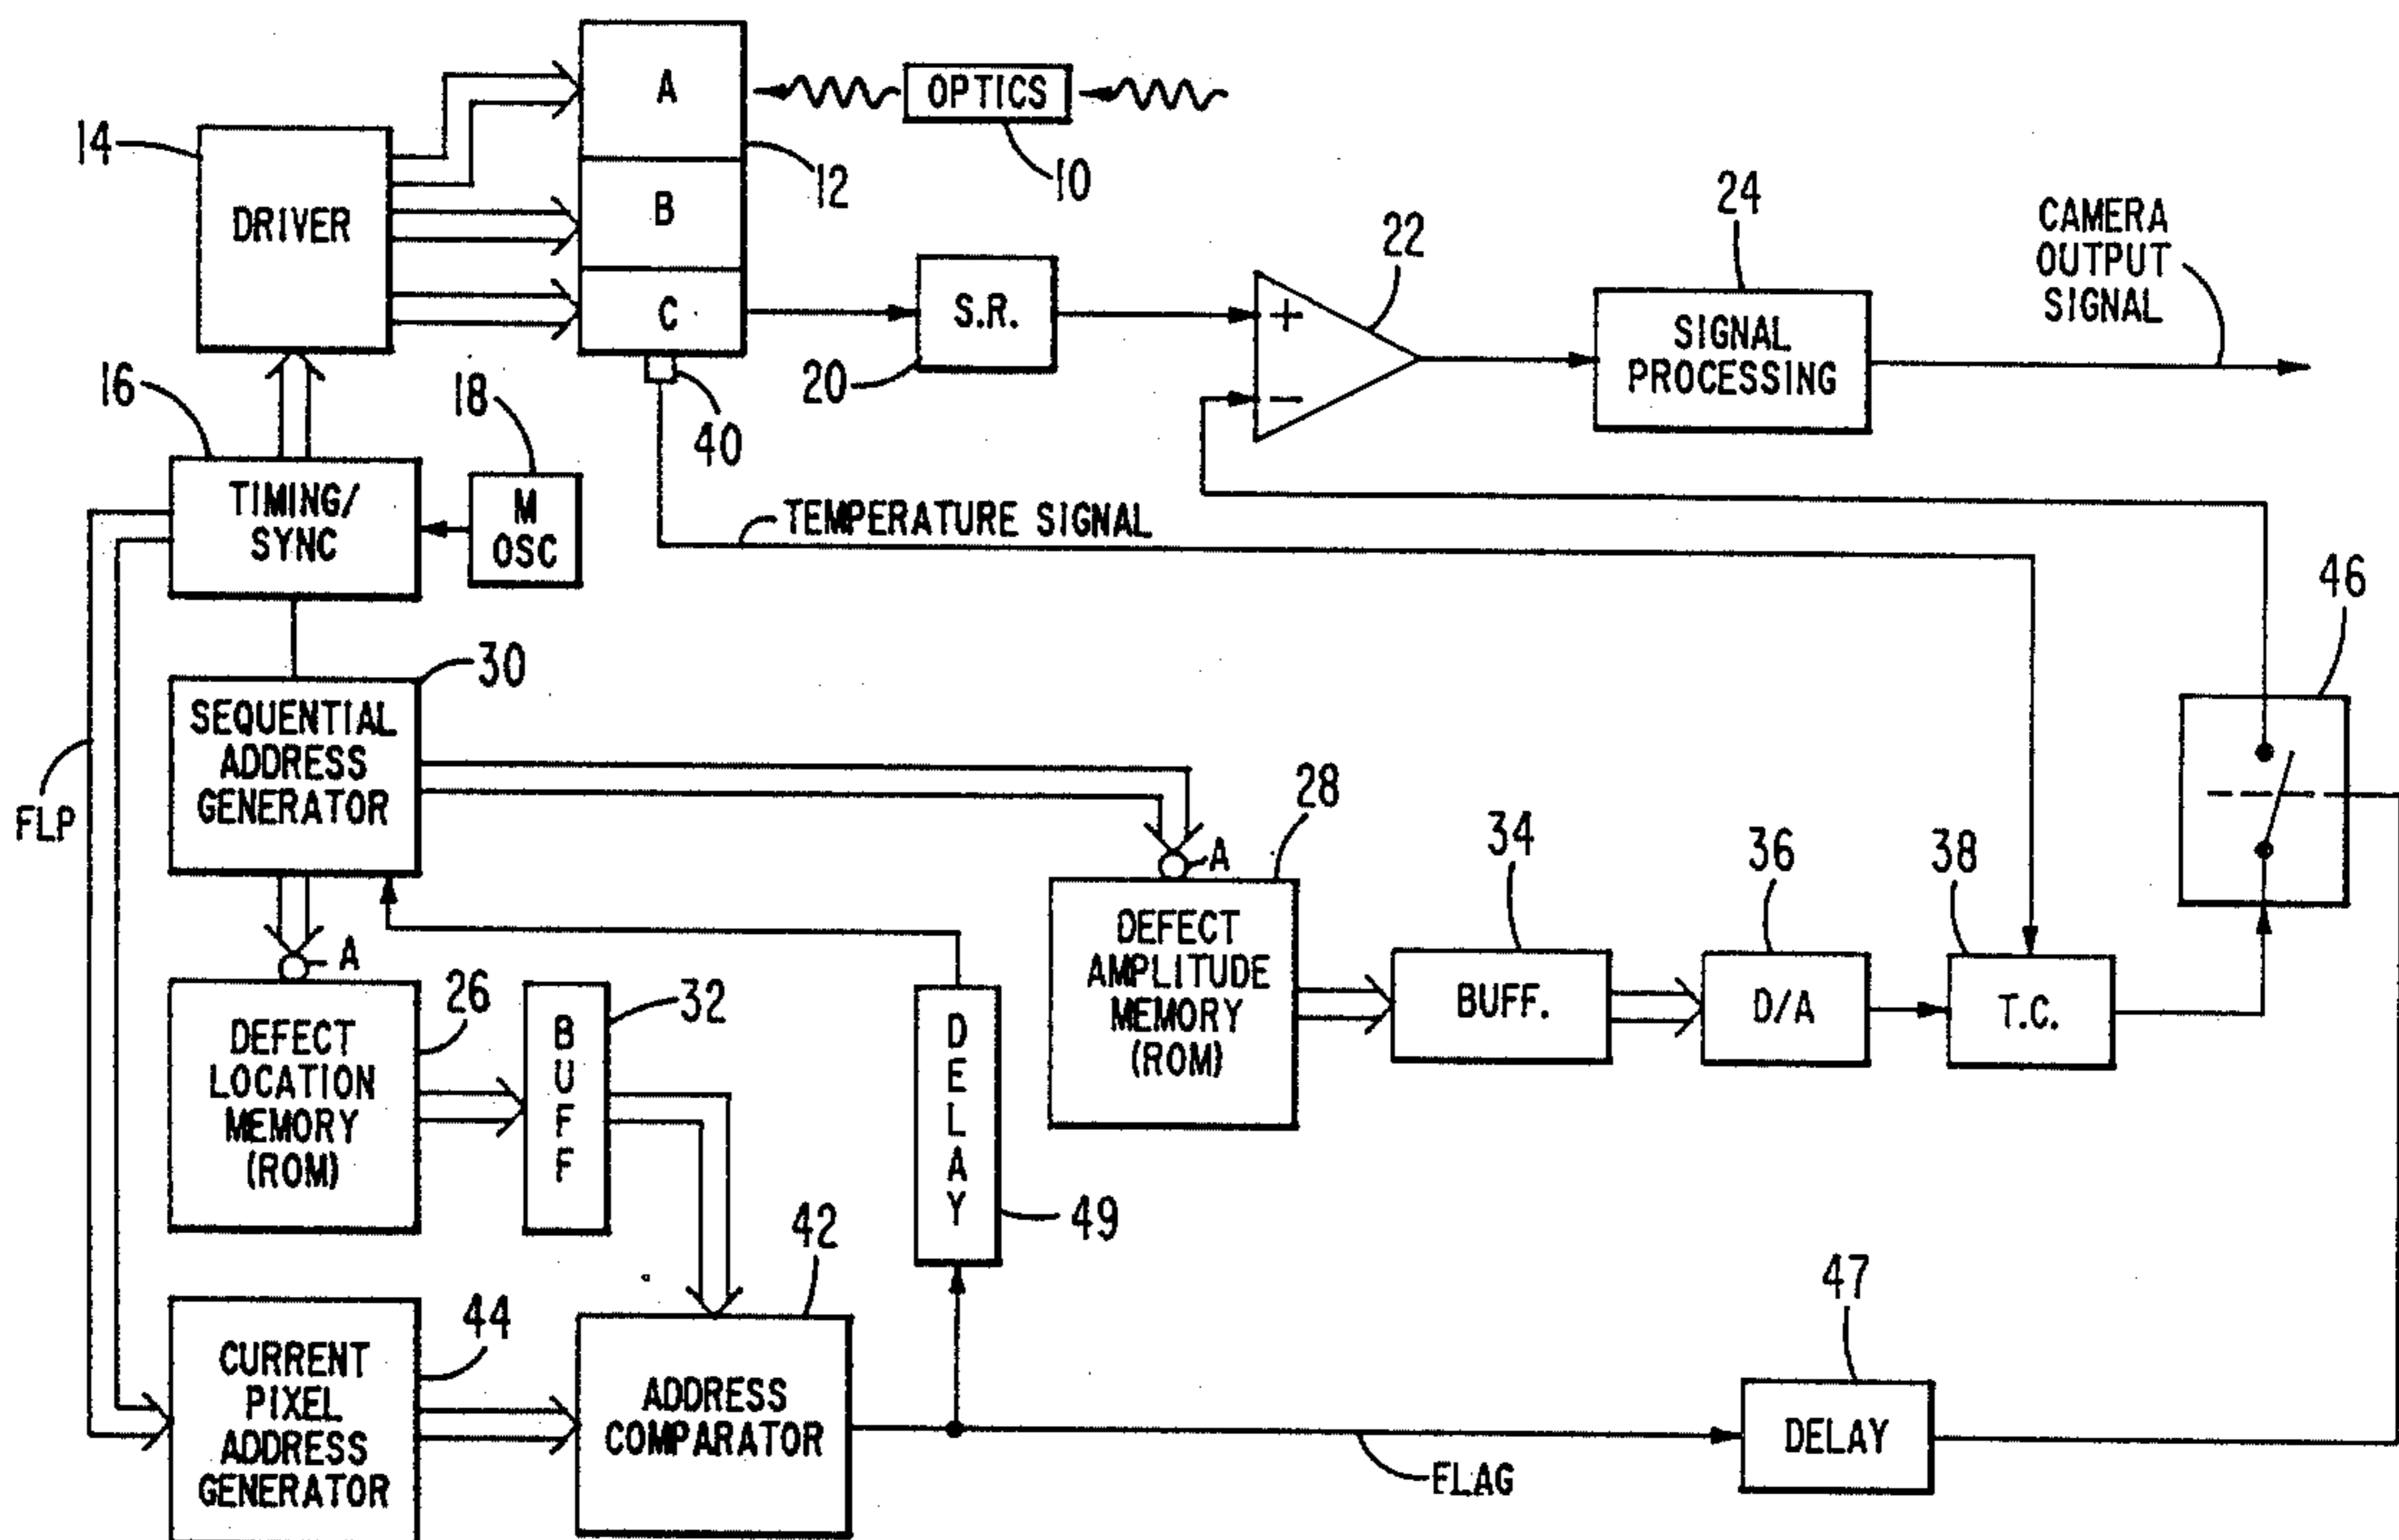 A
OPTICS
14
12
10
DRIVER
B
24
CAMERA
OUTPUT
SIGNAL
22
C
S.R.
+
SIGNAL
PROCESSING
16
18
20
−
40
TIMING/
SYNC
M
OSC
TEMPERATURE SIGNAL
46
30
SEQUENTIAL
ADDRESS
GENERATOR
FLP
28
34
36
38
A
A
DEFECT
AMPLITUDE
MEMORY
(ROM)
BUFF.
D/A
T.C.
26
32
DEFECT
LOCATION
MEMORY
(ROM)
BUFF
DELAY
49
42
47
44
CURRENT
PIXEL
ADDRESS
GENERATOR
ADDRESS
COMPARATOR
DELAY
FLAG